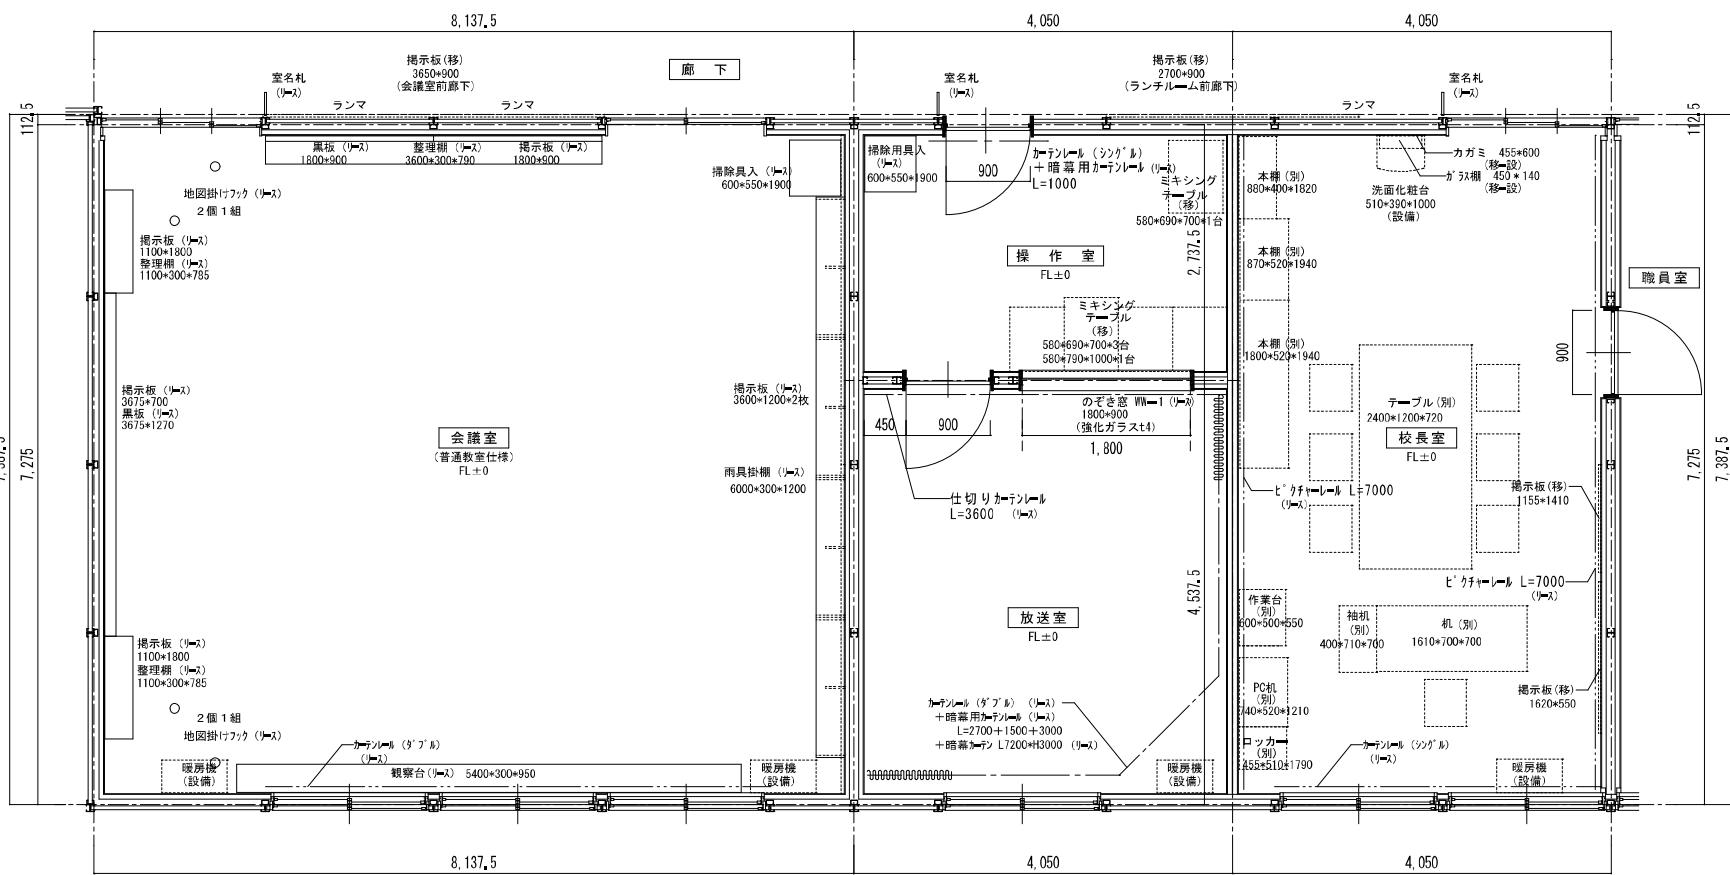 8,137.5
4,050
4,050
掲示板(移)
3650*900
(会議室前廊下)
廊 下
掲示板(移)
2700*900
(ランチルーム前廊下)
室名札
(リース)
ランマ
ランマ
室名札
(リース)
ランマ
室名札
(リース)
112.5
112.5
黒板 (リース)
1800*900
整理棚 (リース)
3600*300*790
掲示板 (リース)
1800*900
掃除具入 (リース)
600*550*1900
掃除用具入
(リース)
600*550*1900
900
カーテンレール (シングル)
+暗幕用カーテンレール (リース)
L=1000
ミキシング
テーブル
(移)
580*690*700*1台
本棚 (別)
880*400*1820
カガミ 455*600
(移-設)
ガラス棚 450*140
(移-設)
洗面化粧台
510*390*1000
(設備)
地図掛けフック (リース)
2個1組
掲示板 (リース)
1100*1800
整理棚 (リース)
1100*300*785
操 作 室
FL±0
2,737.5
本棚 (別)
870*520*1940
職員室
ミキシング
テーブル
(移)
580*690*700*3台
580*790*1000*1台
本棚 (別)
1800*520*1940
900
掲示板 (リース)
3675*700
黒板 (リース)
3675*1270
掲示板 (リース)
3600*1200*2枚
のぞき窓 WW-1 (リース)
1800*900
(強化ガラスt4)
450
900
1,800
テーブル(別)
2400*1200*720
校長室
FL±0
会議室
(普通教室仕様)
FL±0
7,275
7,275
7,387.5
雨具掛棚 (リース)
6000*300*1200
仕切りカーテンレール
L=3600 (リース)
ピクチャーレール L=7000
(リース)
掲示板(移)
1155*1410
4,537.5
ピクチャーレール L=7000
(リース)
放送室
FL±0
作業台
(別)
600*500*550
袖机
(別)
400*710*700
机 (別)
1610*700*700
掲示板 (リース)
1100*1800
整理棚 (リース)
1100*300*785
2個1組
地図掛けフック (リース)
カーテンレール (ダブル) (リース)
+暗幕用カーテンレール (リース)
L=2700+1500+3000
+暗幕カーテン L7200*H3000 (リース)
PC机
(別)
740*520*1210
掲示板(移)
1620*550
カーテンレール (ダブル)
(リース)
ロッカー
(別)
455*510*1790
カーテンレール (シングル)
(リース)
暖房機
(設備)
観察台(リース) 5400*300*950
暖房機
(設備)
暖房機
(設備)
暖房機
(設備)
8,137.5
4,050
4,050